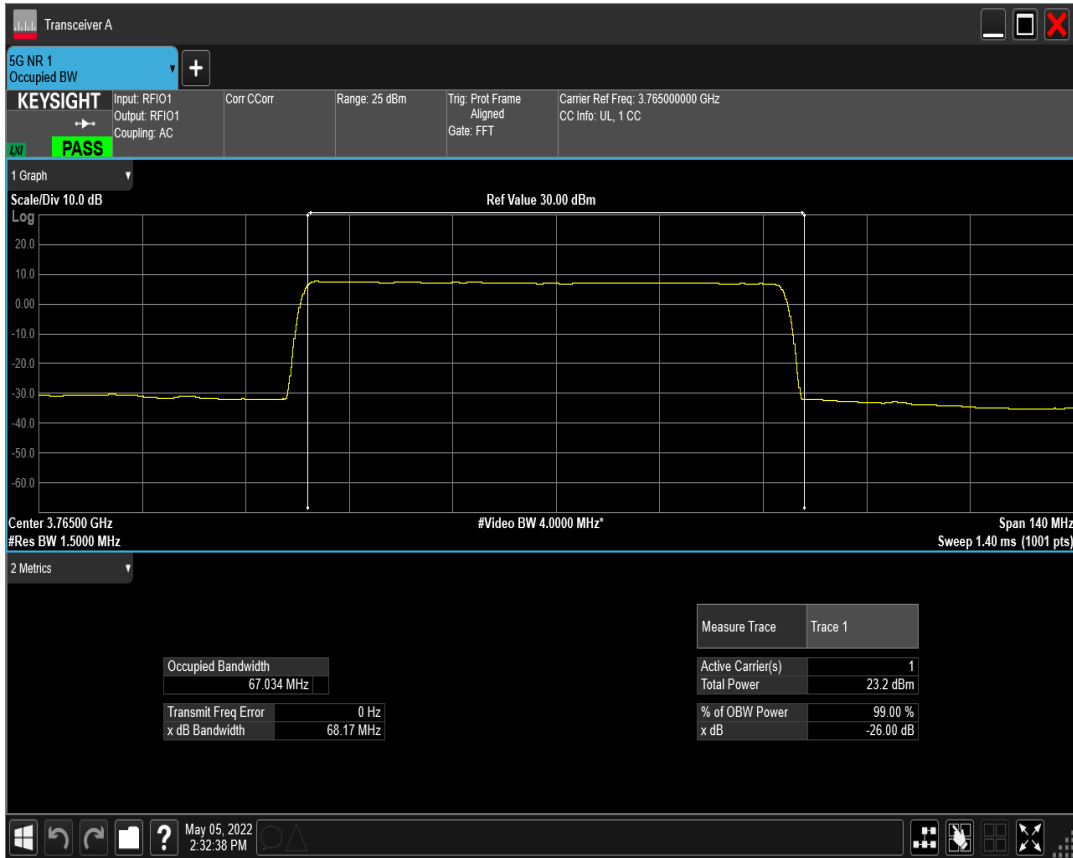 Transceiver A
5G NR 1
Occupied BW
KEYSIGHT
LXI
PASS
Input: RFIO1
Output: RFIO1
Coupling: AC
Corr CCorr
Range: 25 dBm
Trig: Prot Frame
Aligned
Gate: FFT
Carrier Ref Freq: 3.765000000 GHz
CC Info: UL, 1 CC
1 Graph
Scale/Div 10.0 dB
Ref Value 30.00 dBm
Log
20.0
10.0
0.00
-10.0
-20.0
-30.0
-40.0
-50.0
-60.0
Center 3.76500 GHz
#Video BW 4.0000 MHz*
Span 140 MHz
#Res BW 1.5000 MHz
Sweep 1.40 ms (1001 pts)
2 Metrics
Measure Trace Trace 1
Occupied Bandwidth
67.034 MHz
Active Carrier(s) 1
Total Power 23.2 dBm
Transmit Freq Error 0 Hz
x dB Bandwidth 68.17 MHz
% of OBW Power 99.00 %
x dB -26.00 dB
?
May 05, 2022
2:32:38 PM